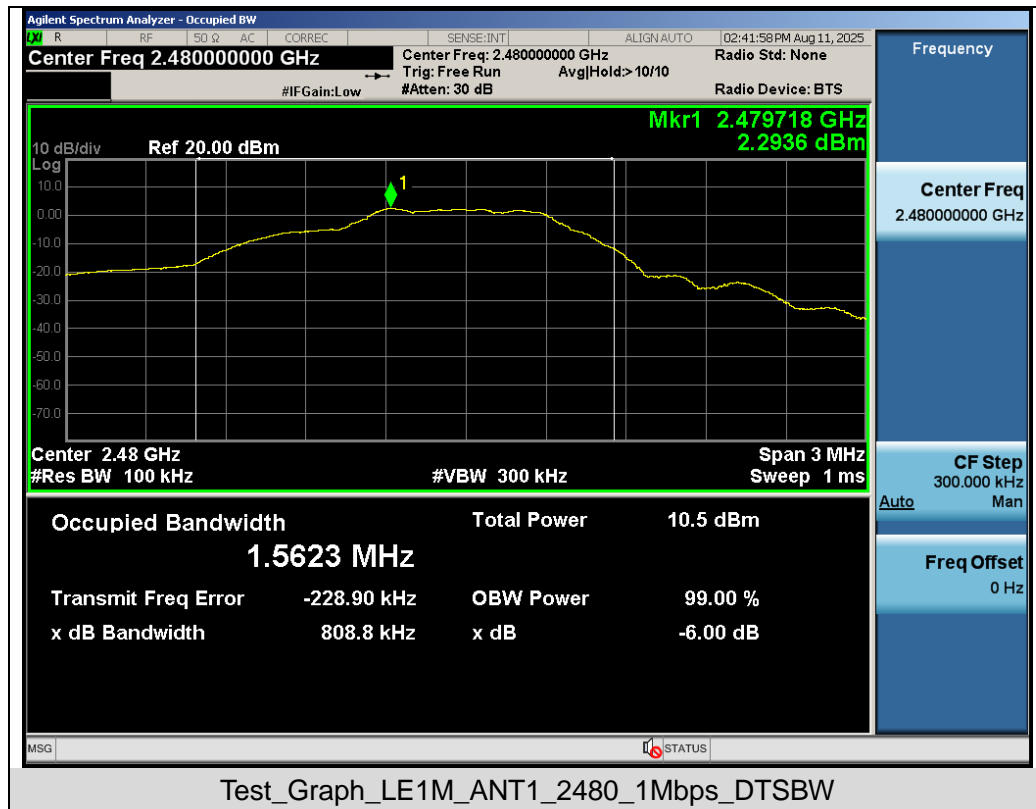 Agilent Spectrum Analyzer - Occupied BW
LXI R RF 50 Ω AC CORREC SENSE:INT ALIGN AUTO 02:41:58 PM Aug 11, 2025
Center Freq 2.480000000 GHz
Center Freq: 2.480000000 GHz
Radio Std: None
Trig: Free Run Avg|Hold:> 10/10
#IFGain:Low #Atten: 30 dB Radio Device: BTS
Mkr1 2.479718 GHz
2.2936 dBm
10 dB/div Ref 20.00 dBm
Log
10.0
1
0.00
-10.0
-20.0
-30.0
-40.0
-50.0
-60.0
-70.0
Center 2.48 GHz Span 3 MHz
#Res BW 100 kHz #VBW 300 kHz Sweep 1 ms
Occupied Bandwidth Total Power 10.5 dBm
1.5623 MHz
Transmit Freq Error -228.90 kHz OBW Power 99.00 %
x dB Bandwidth 808.8 kHz x dB -6.00 dB
MSG STATUS
Frequency
Center Freq
2.480000000 GHz
CF Step
300.000 kHz
Auto Man
Freq Offset
0 Hz
Test_Graph_LE1M_ANT1_2480_1Mbps_DTSBW